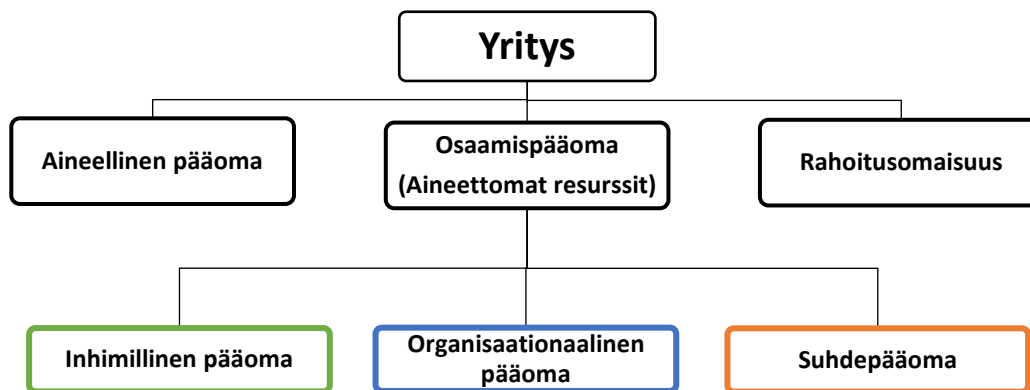 Yritys
Aineellinen pääoma
Osaamispääoma
(Aineettomat resurssit)
Rahoitusomaisuus
Inhimillinen pääoma
Organisaationaalinen
pääoma
Suhdepääoma